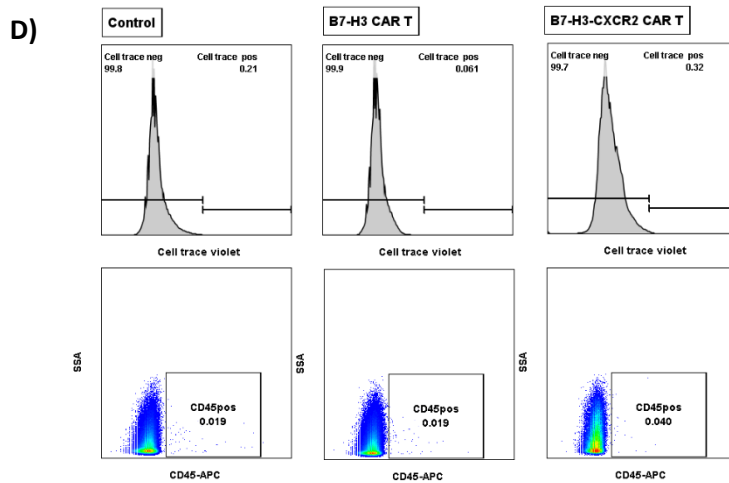 D)
Control
B7-H3 CAR T
B7-H3-CXCR2 CAR T
Cell trace neg Cell trace pos
99.8 0.21
Cell trace neg Cell trace pos
99.9 0.061
Cell trace neg Cell trace pos
99.7 0.32
Cell trace violet
Cell trace violet
Cell trace violet
SSA
CD45pos
0.019
CD45-APC
SSA
CD45pos
0.019
CD45-APC
SSA
CD45pos
0.040
CD45-APC